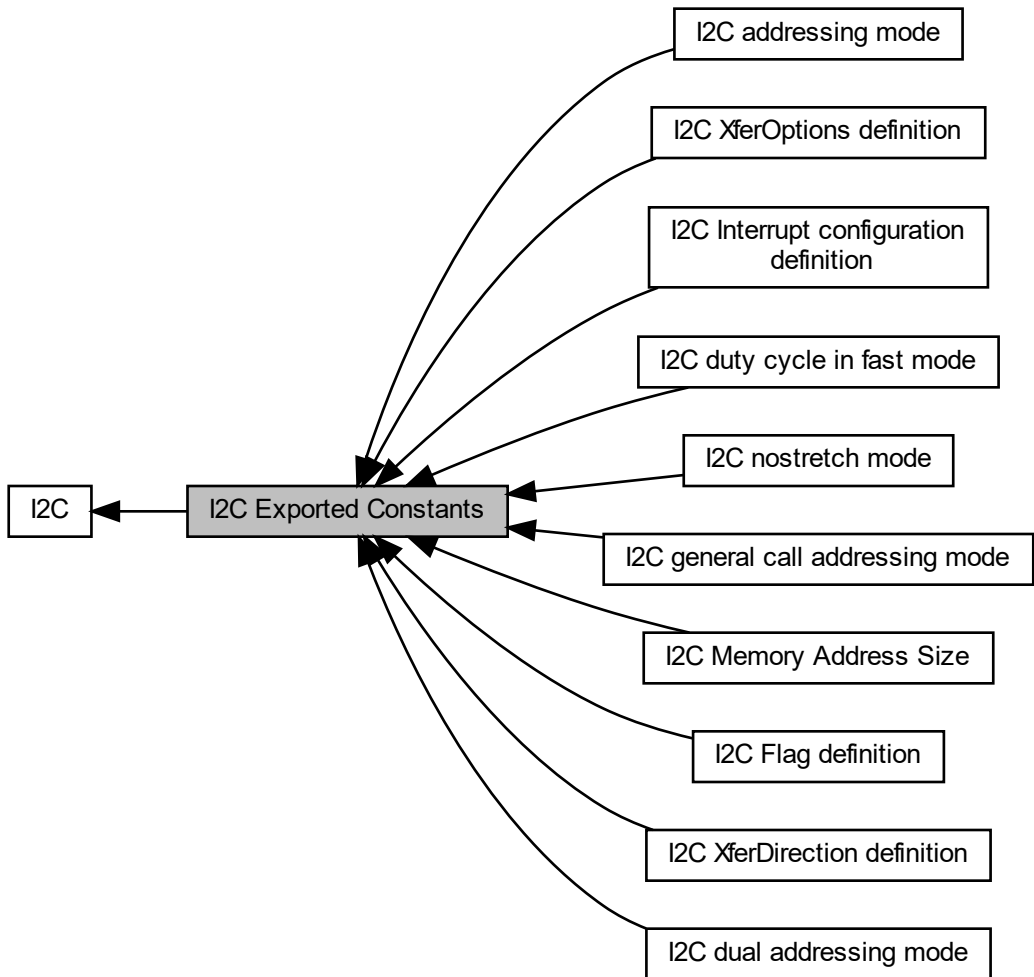 I2C addressing mode
I2C XferOptions definition
I2C Interrupt configuration
definition
I2C duty cycle in fast mode
I2C nostretch mode
I2C
I2C Exported Constants
I2C general call addressing mode
I2C Memory Address Size
I2C Flag definition
I2C XferDirection definition
I2C dual addressing mode